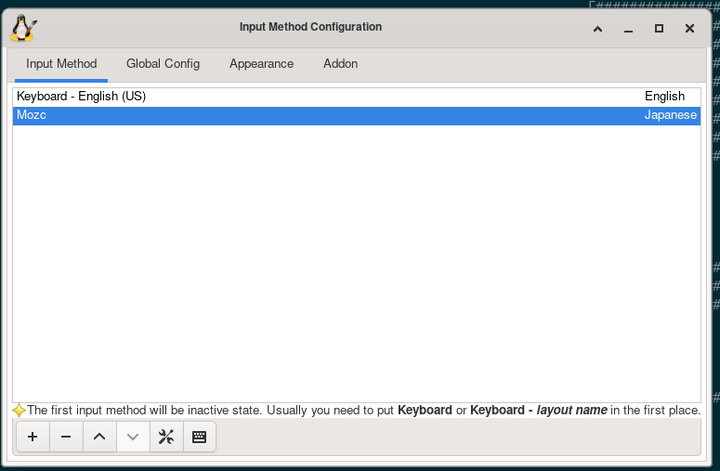 Input Method Configuration
Input Method Global Config Appearance Addon
Keyboard - English (US) English
Mozc Japanese
The first input method will be inactive state. Usually you need to put Keyboard or Keyboard - layout name in the first place.